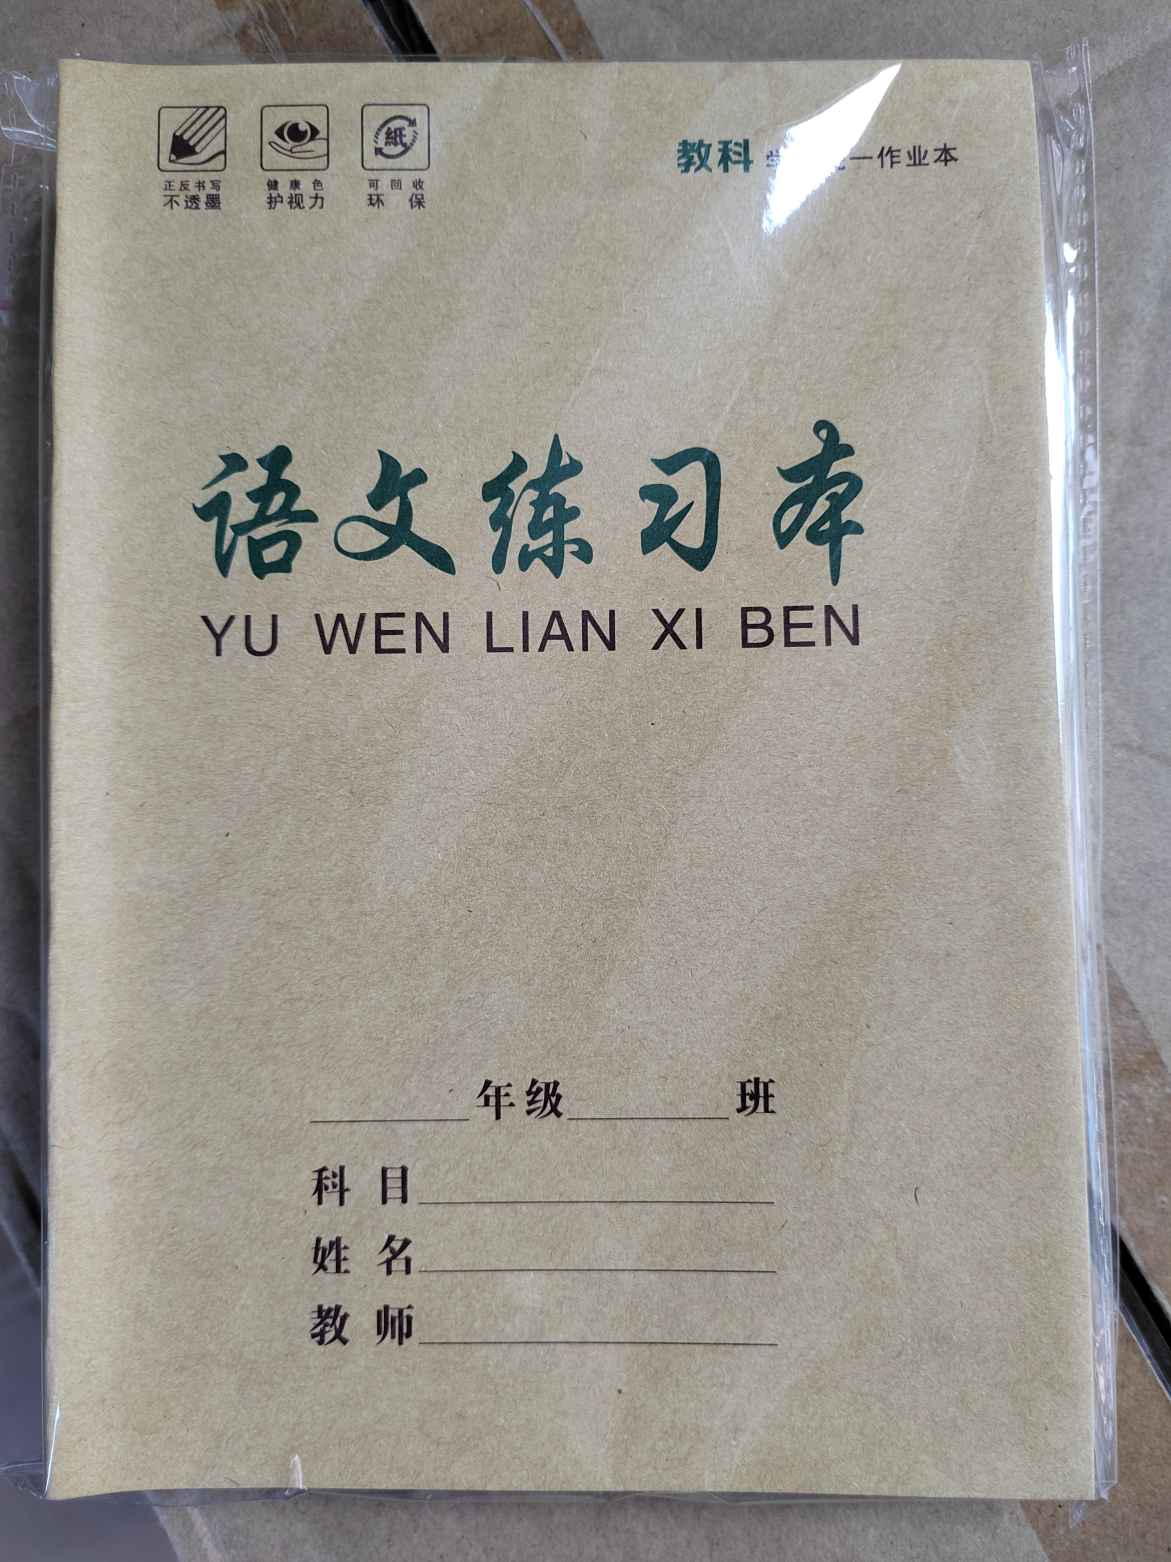 紙
正反书写
不透墨
健康色
护视力
可回收
环保
教科 一作业本
语文练习本
YU WEN LIAN XI BEN
年级 班
科目
姓名
教师